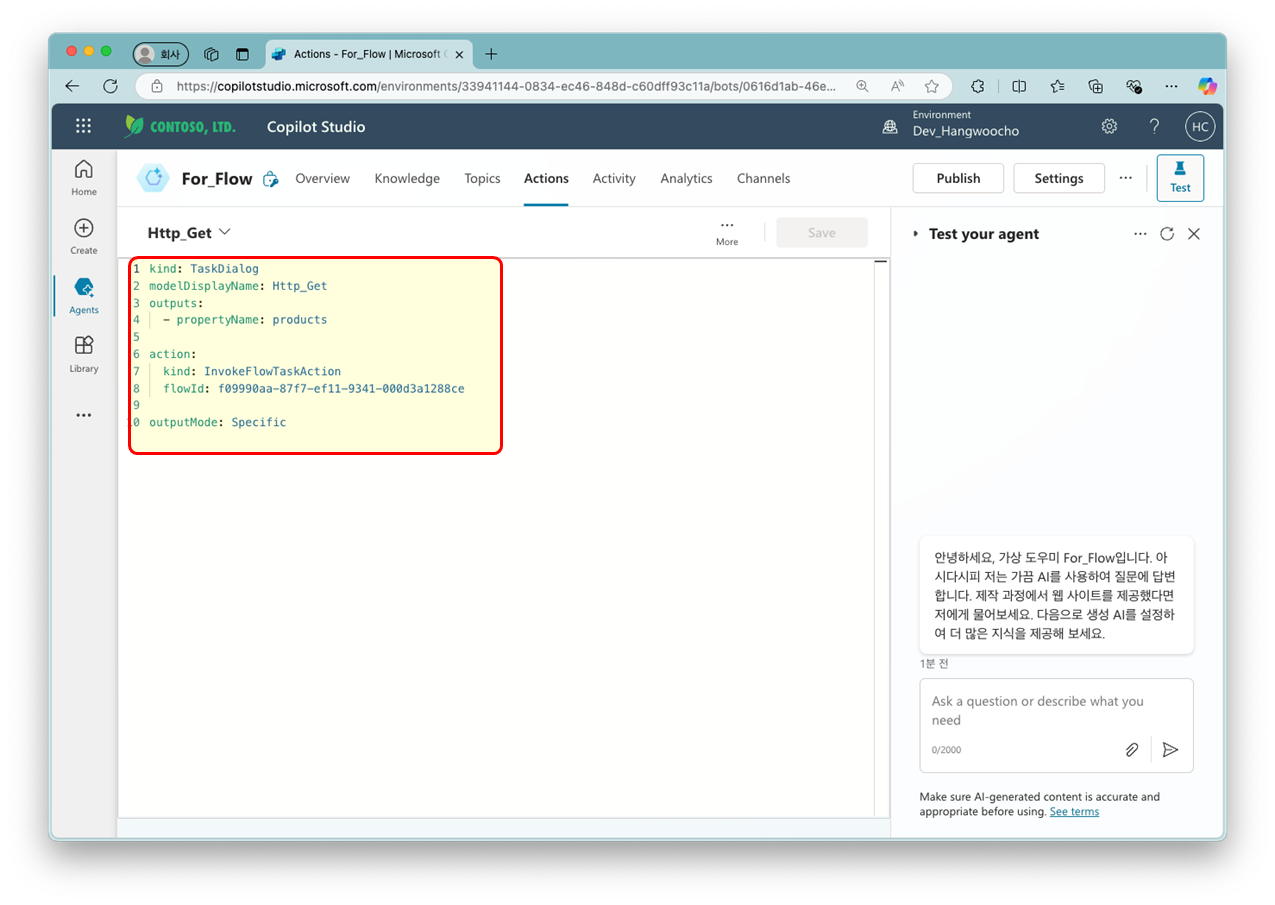 회사
Actions - For_Flow | Microsoft C
https://copilotstudio.microsoft.com/environments/33941144-0834-ec46-848d-c60dff93c11a/bots/0616d1ab-46e...
CONTOSO, LTD.
Copilot Studio
Environment
Dev_Hangwoocho
?
HC
Home
Create
Agents
Library
For_Flow
Overview
Knowledge
Topics
Actions
Activity
Analytics
Channels
Publish
Settings
Test
Http_Get
More
Save
1 kind: TaskDialog
2 modelDisplayName: Http_Get
3 outputs:
4 - propertyName: products
5
6 action:
7 kind: InvokeFlowTaskAction
8 flowId: f09990aa-87f7-ef11-9341-000d3a1288ce
9
10 outputMode: Specific
Test your agent
안녕하세요, 가상 도우미 For_Flow입니다. 아
시다시피 저는 가끔 AI를 사용하여 질문에 답변
합니다. 제작 과정에서 웹 사이트를 제공했다면
저에게 물어보세요. 다음으로 생성 AI를 설정하
여 더 많은 지식을 제공해 보세요.
1분 전
Ask a question or describe what you
need
0/2000
Make sure AI-generated content is accurate and
appropriate before using. See terms